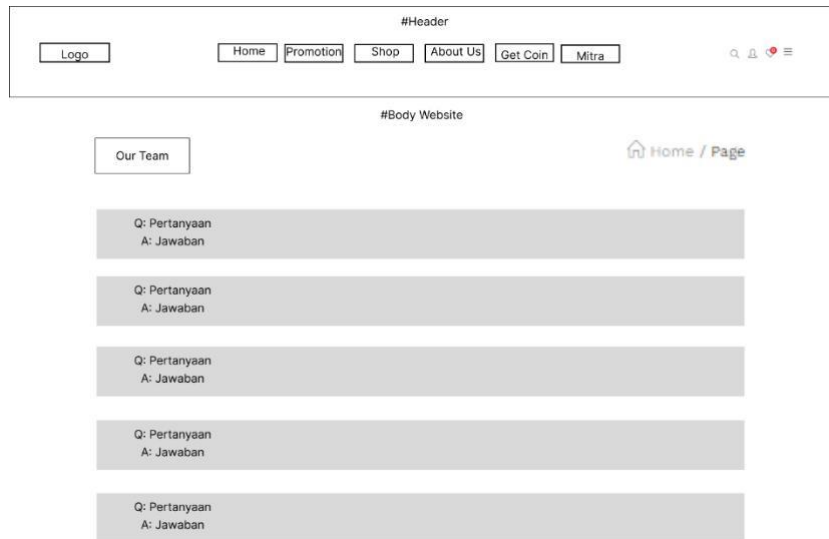 #Header
Logo Home Promotion Shop About Us Get Coin Mitra
#Body Website
Our Team Home / Page
Q: Pertanyaan
A: Jawaban
Q: Pertanyaan
A: Jawaban
Q: Pertanyaan
A: Jawaban
Q: Pertanyaan
A: Jawaban
Q: Pertanyaan
A: Jawaban